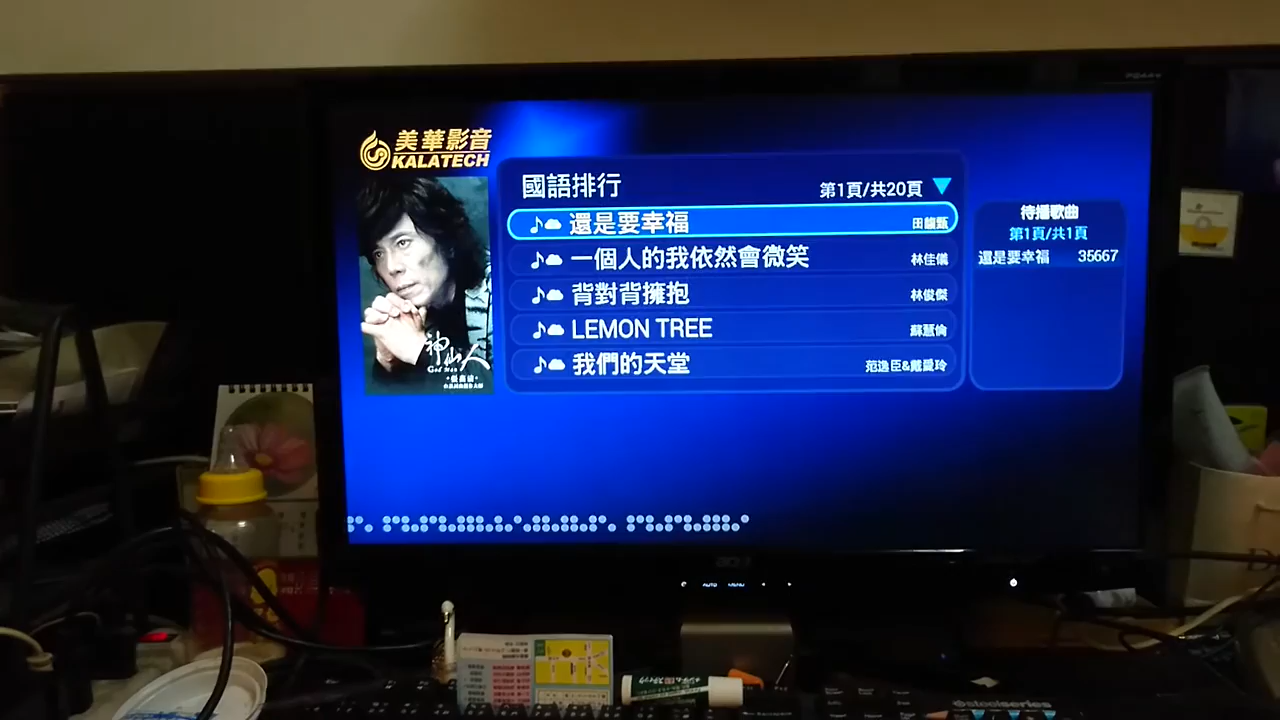 美華影音
KALATECH
國語排行
第1頁/共20頁
還是要幸福 田馥甄
一個人的我依然會微笑 林佳儀
背對背擁抱 林俊傑
LEMON TREE 蘇慧倫
我們的天堂 范逸臣&戴愛玲
待播歌曲
第1頁/共1頁
還是要幸福 35667
神仙人
God Man
acer
AUTO
MENU
steelseries